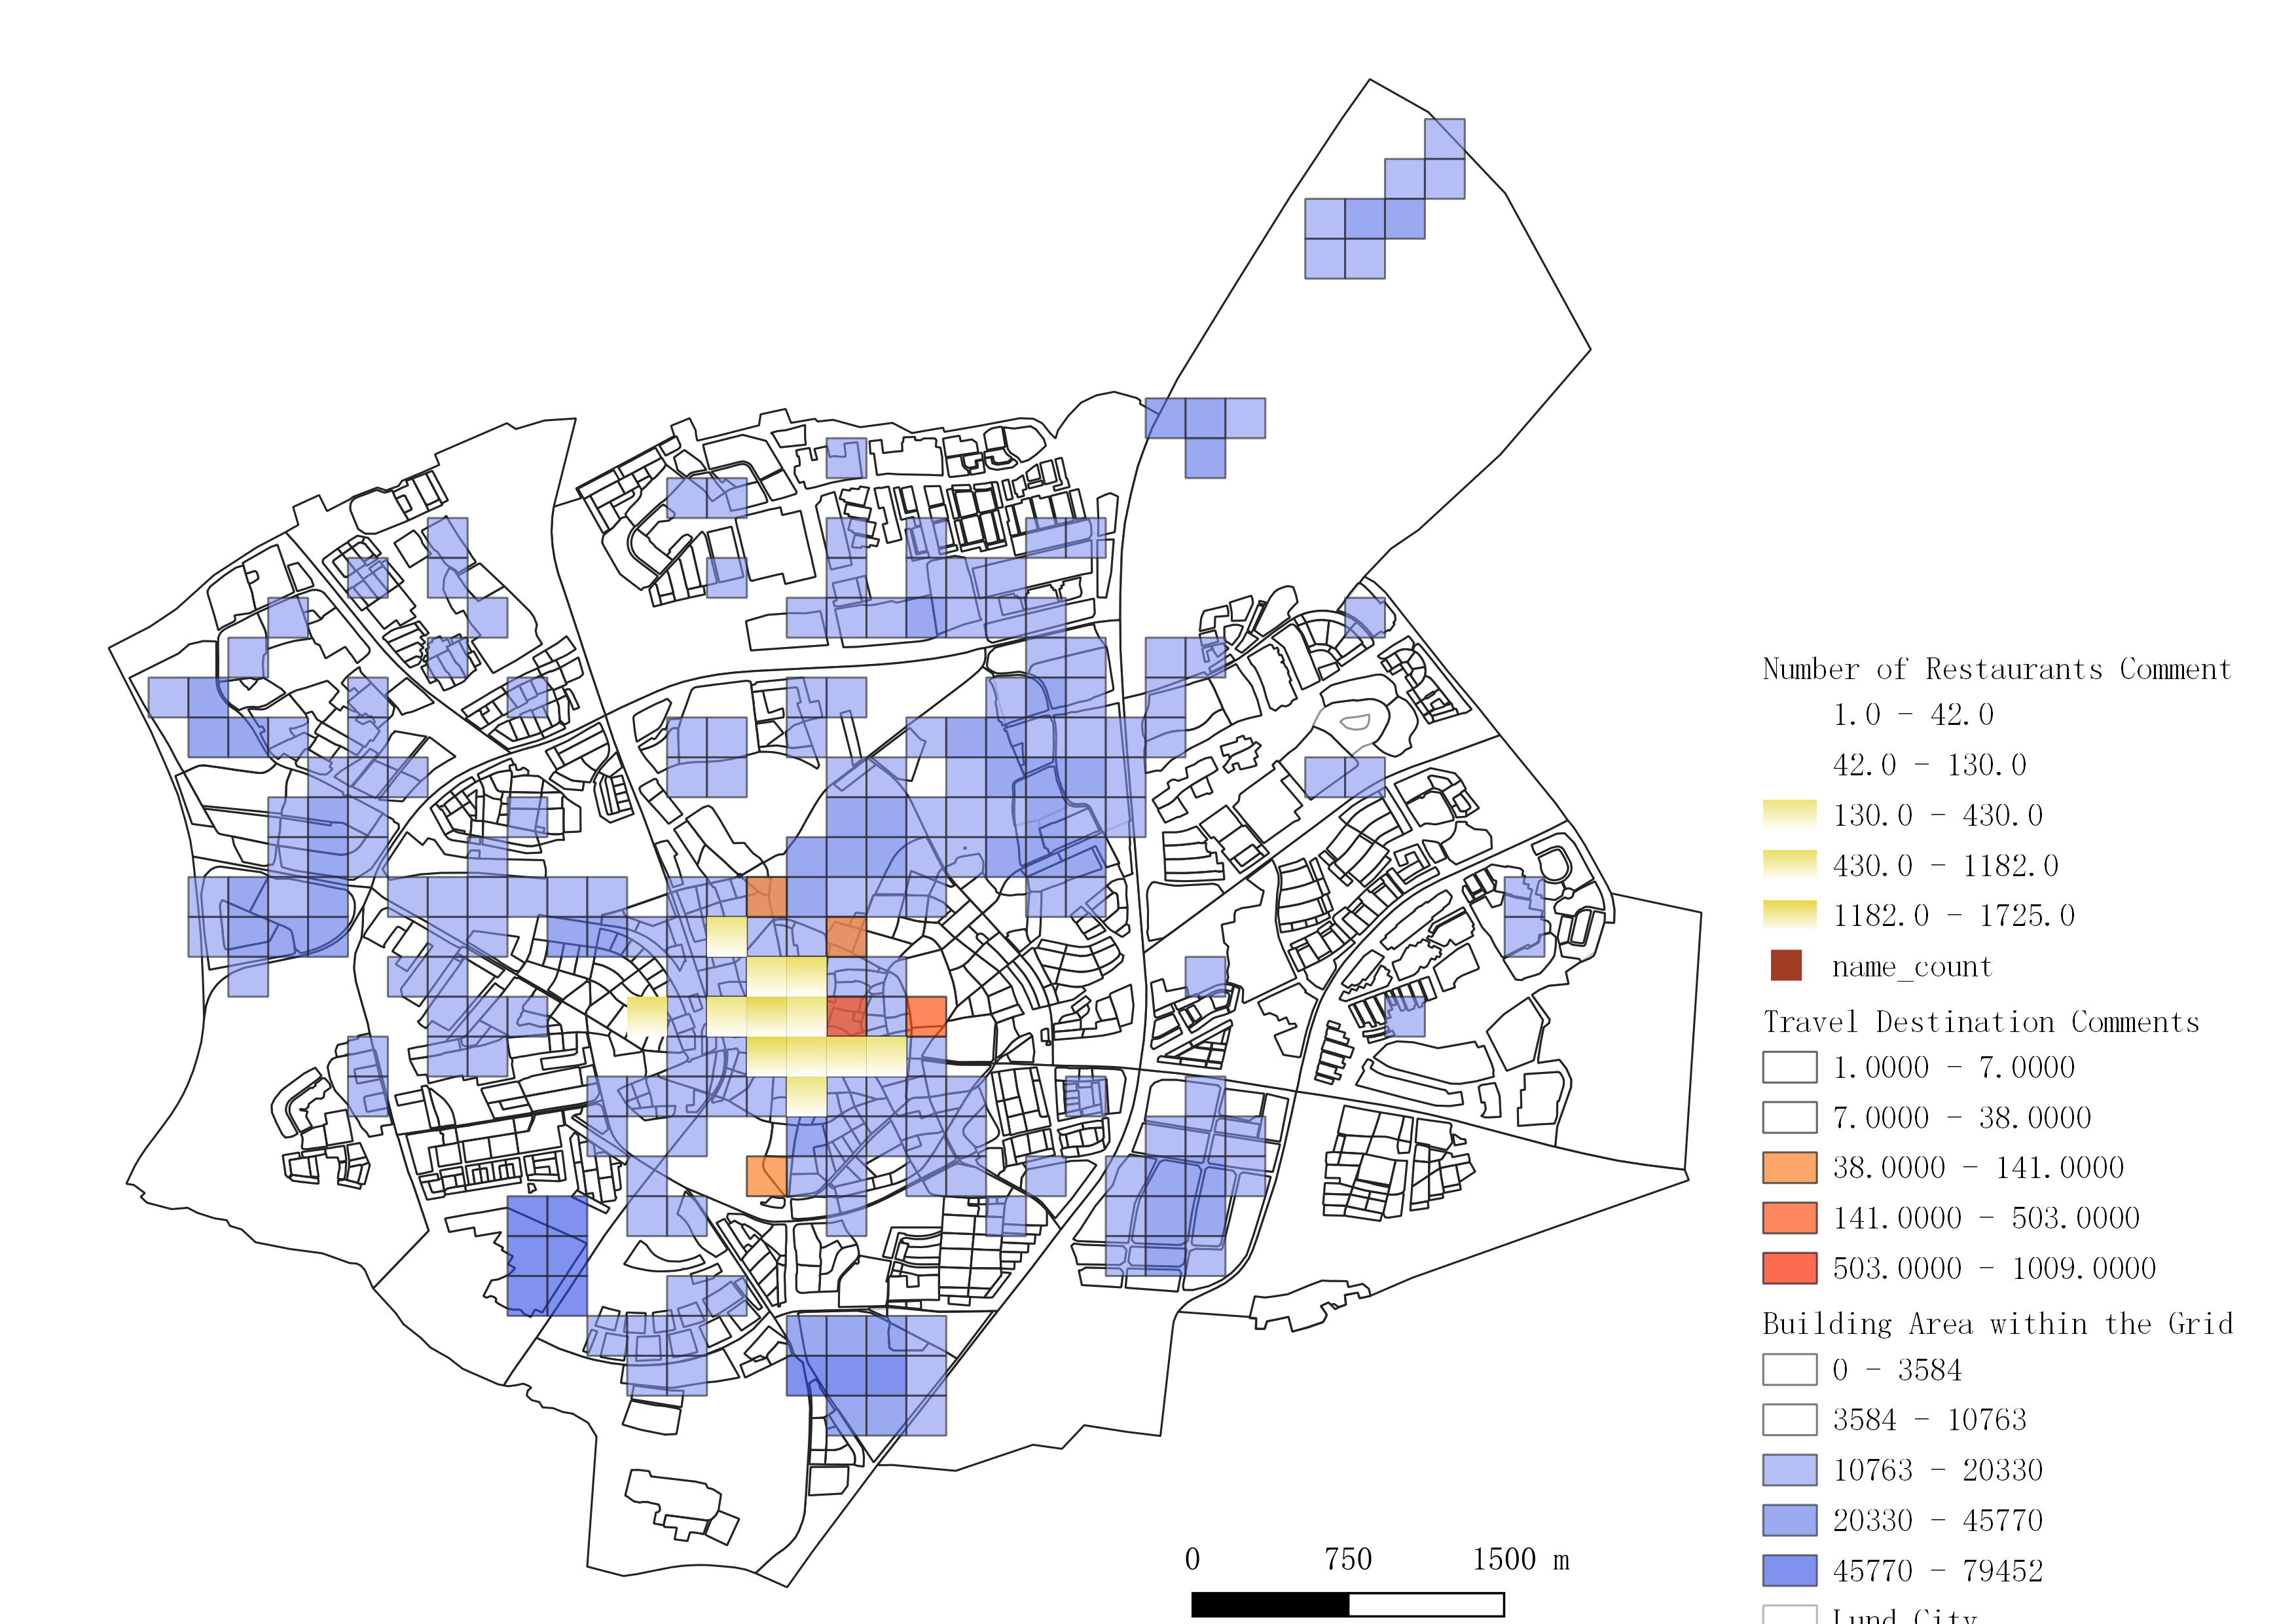 Number of Restaurants Comment
1.0 - 42.0
42.0 - 130.0
130.0 - 430.0
430.0 - 1182.0
1182.0 - 1725.0
name_count
Travel Destination Comments
1.0000 - 7.0000
7.0000 - 38.0000
38.0000 - 141.0000
141.0000 - 503.0000
503.0000 - 1009.0000
Building Area within the Grid
0 - 3584
3584 - 10763
10763 - 20330
20330 - 45770
45770 - 79452
Lund City
0 750 1500 m